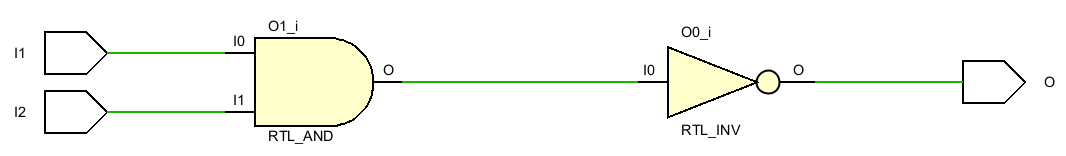 I1
I2
O1_i
I0
I1
O
RTL_AND
O0_i
I0
O
RTL_INV
O